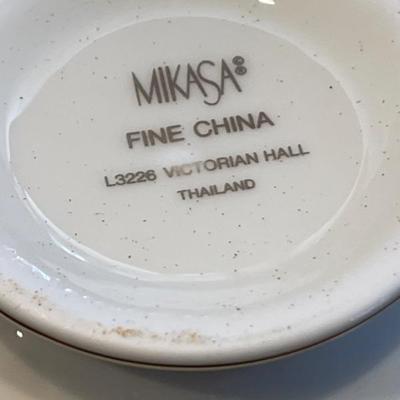 MIKASA®
FINE CHINA
L3226 VICTORIAN HALL
THAILAND